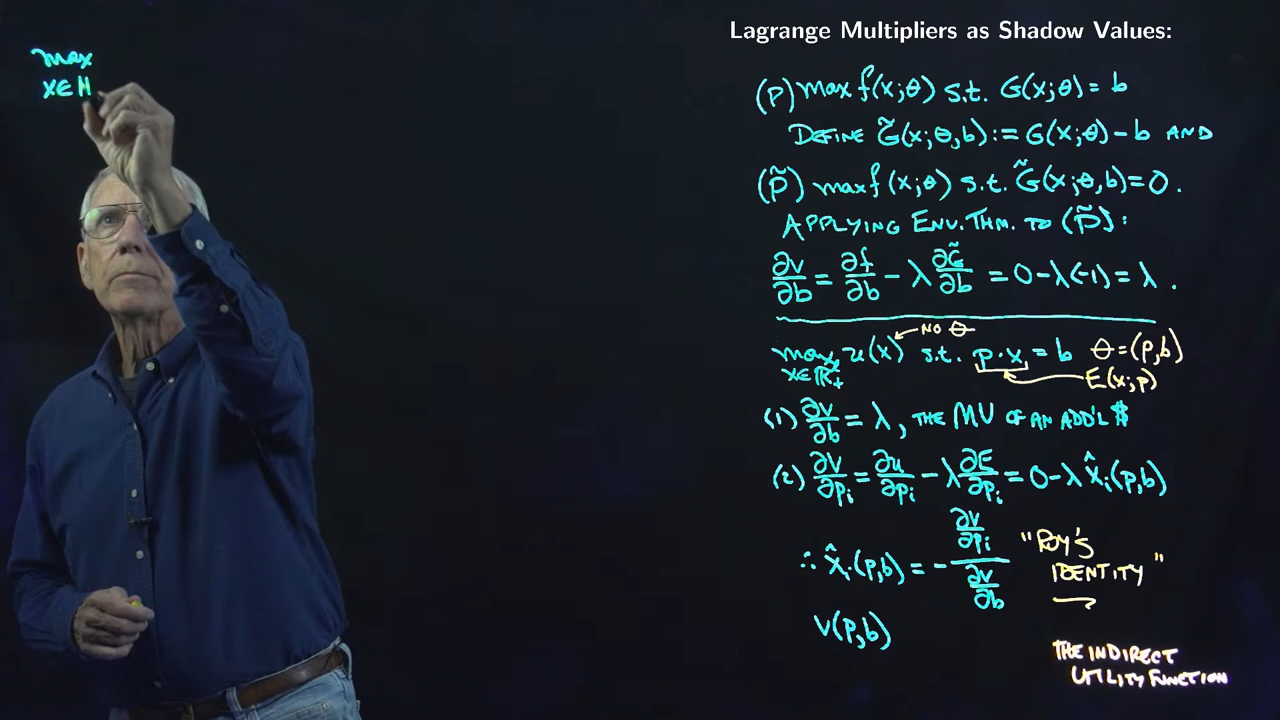 max
x∈H
Lagrange Multipliers as Shadow Values:
(P) max f(x;θ) s.t. G(x;θ) = b
DEFINE G̃(x;θ,b) := G(x;θ) − b AND
(P̃) max f(x;θ) s.t. G̃(x;θ,b) = 0.
APPLYING ENV. THM. TO (P̃):
∂v/∂b = ∂f/∂b − λ ∂G̃/∂b = 0 − λ(−1) = λ.
NO θ
max u(x) s.t. p·x = b θ = (p,b)
x∈ℝ₊ E(x;p)
(1) ∂v/∂b = λ, THE MV OF AN ADD'L $
(2) ∂v/∂pᵢ = ∂u/∂pᵢ − λ ∂E/∂pᵢ = 0 − λ x̂ᵢ(p,b)
∴ x̂ᵢ(p,b) = − (∂v/∂pᵢ)/(∂v/∂b) "ROY'S
IDENTITY"
v(p,b)
THE INDIRECT
UTILITY FUNCTION